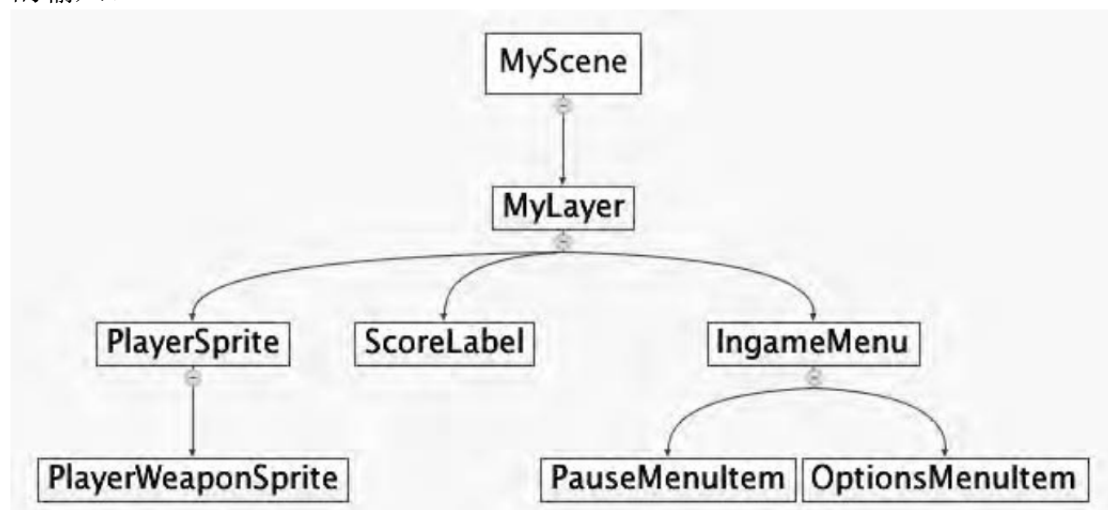 MyScene
MyLayer
PlayerSprite
ScoreLabel
IngameMenu
PlayerWeaponSprite
PauseMenuItem
OptionsMenuItem